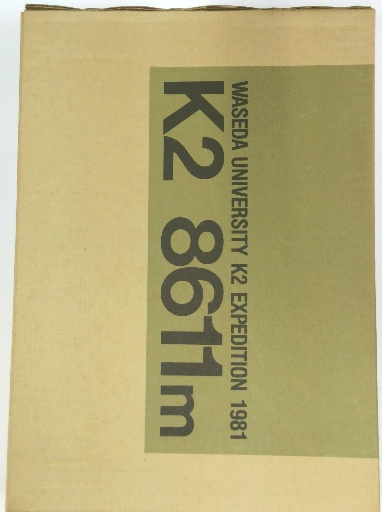 WASEDA UNIVERSITY K2 EXPEDITION 1981
K2 8611m